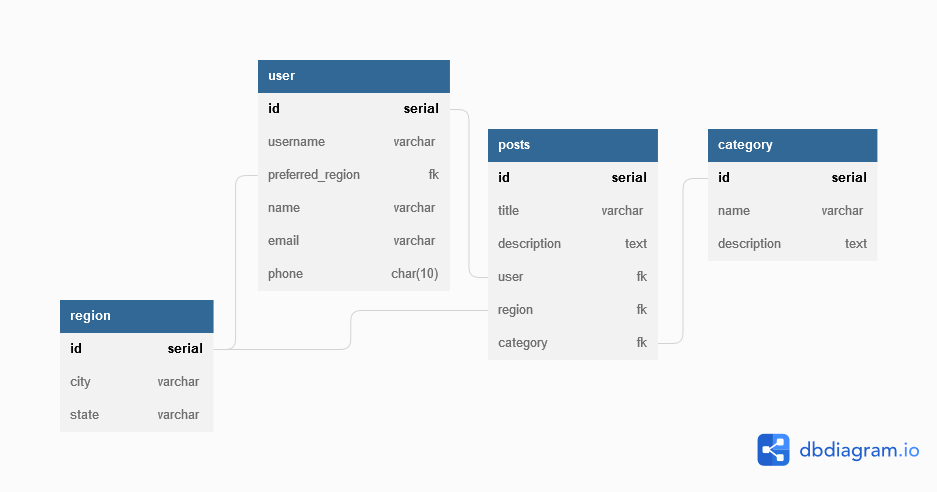 user
id serial
username varchar
preferred_region fk
name varchar
email varchar
phone char(10)
posts
id serial
title varchar
description text
user fk
region fk
category fk
category
id serial
name varchar
description text
region
id serial
city varchar
state varchar
dbdiagram.io